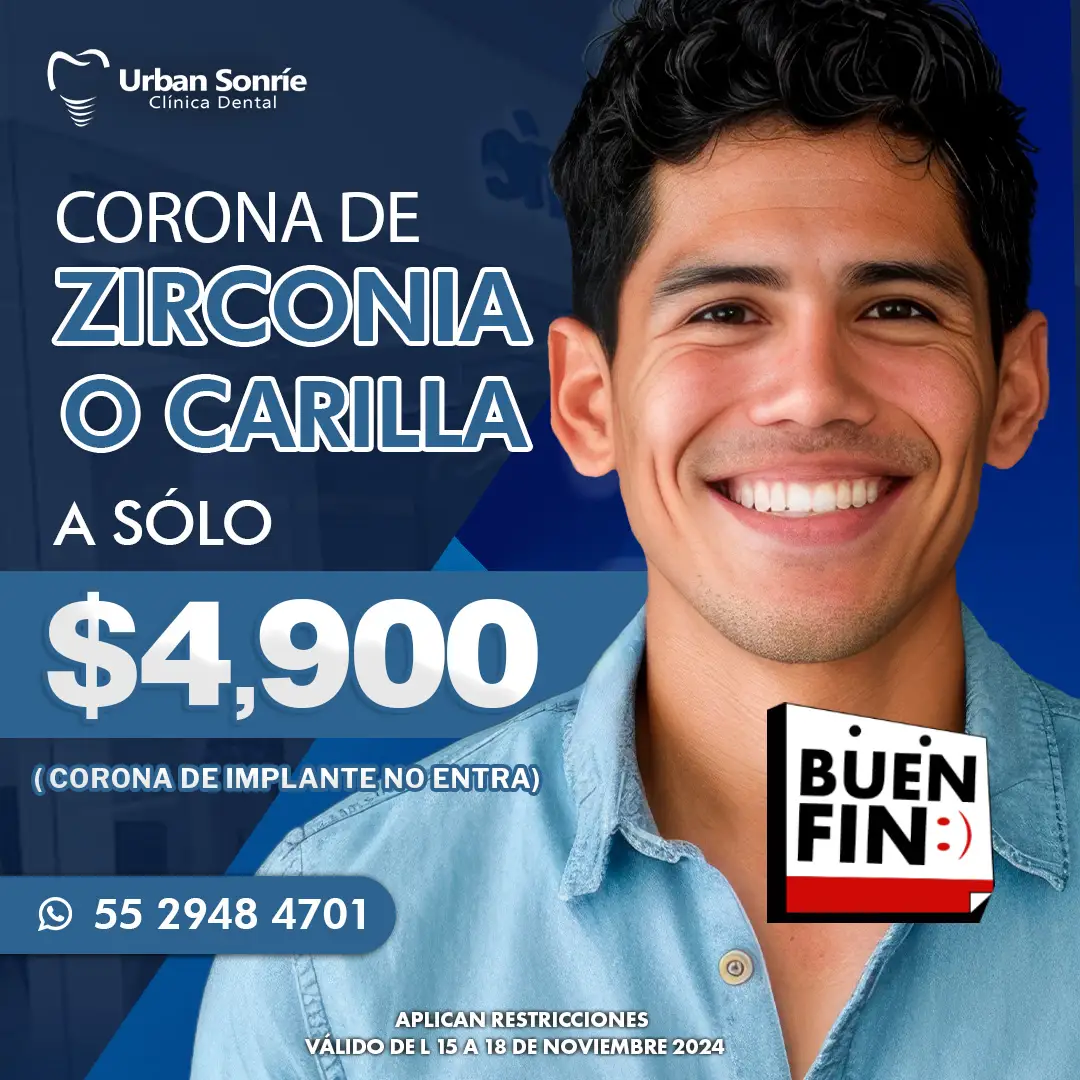 Urban Sonríe
Clínica Dental
CORONA DE
ZIRCONIA
O CARILLA
A SÓLO
$4,900
( CORONA DE IMPLANTE NO ENTRA)
BUEN
FIN:)
55 2948 4701
APLICAN RESTRICCIONES
VÁLIDO DE L 15 A 18 DE NOVIEMBRE 2024